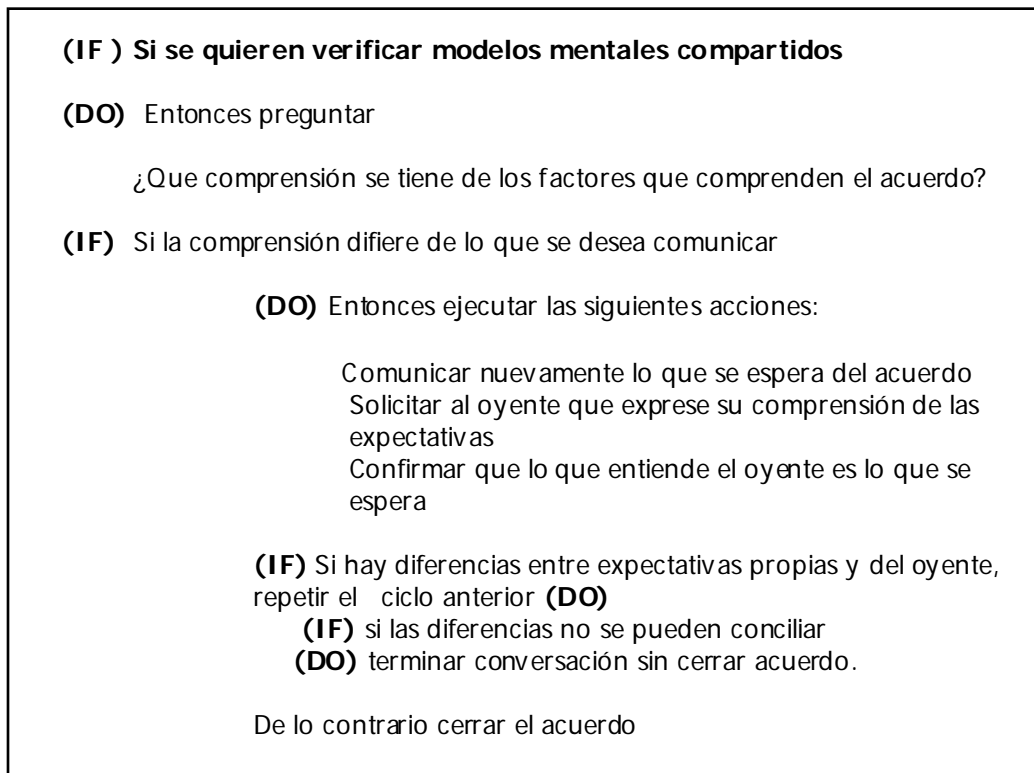 (IF ) Si se quieren verificar modelos mentales compartidos
(DO) Entonces preguntar
¿Que comprensión se tiene de los factores que comprenden el acuerdo?
(IF) Si la comprensión difiere de lo que se desea comunicar
(DO) Entonces ejecutar las siguientes acciones:
Comunicar nuevamente lo que se espera del acuerdo
Solicitar al oyente que exprese su comprensión de las
expectativas
Confirmar que lo que entiende el oyente es lo que se
espera
(IF) Si hay diferencias entre expectativas propias y del oyente,
repetir el ciclo anterior (DO)
(IF) si las diferencias no se pueden conciliar
(DO) terminar conversación sin cerrar acuerdo.
De lo contrario cerrar el acuerdo